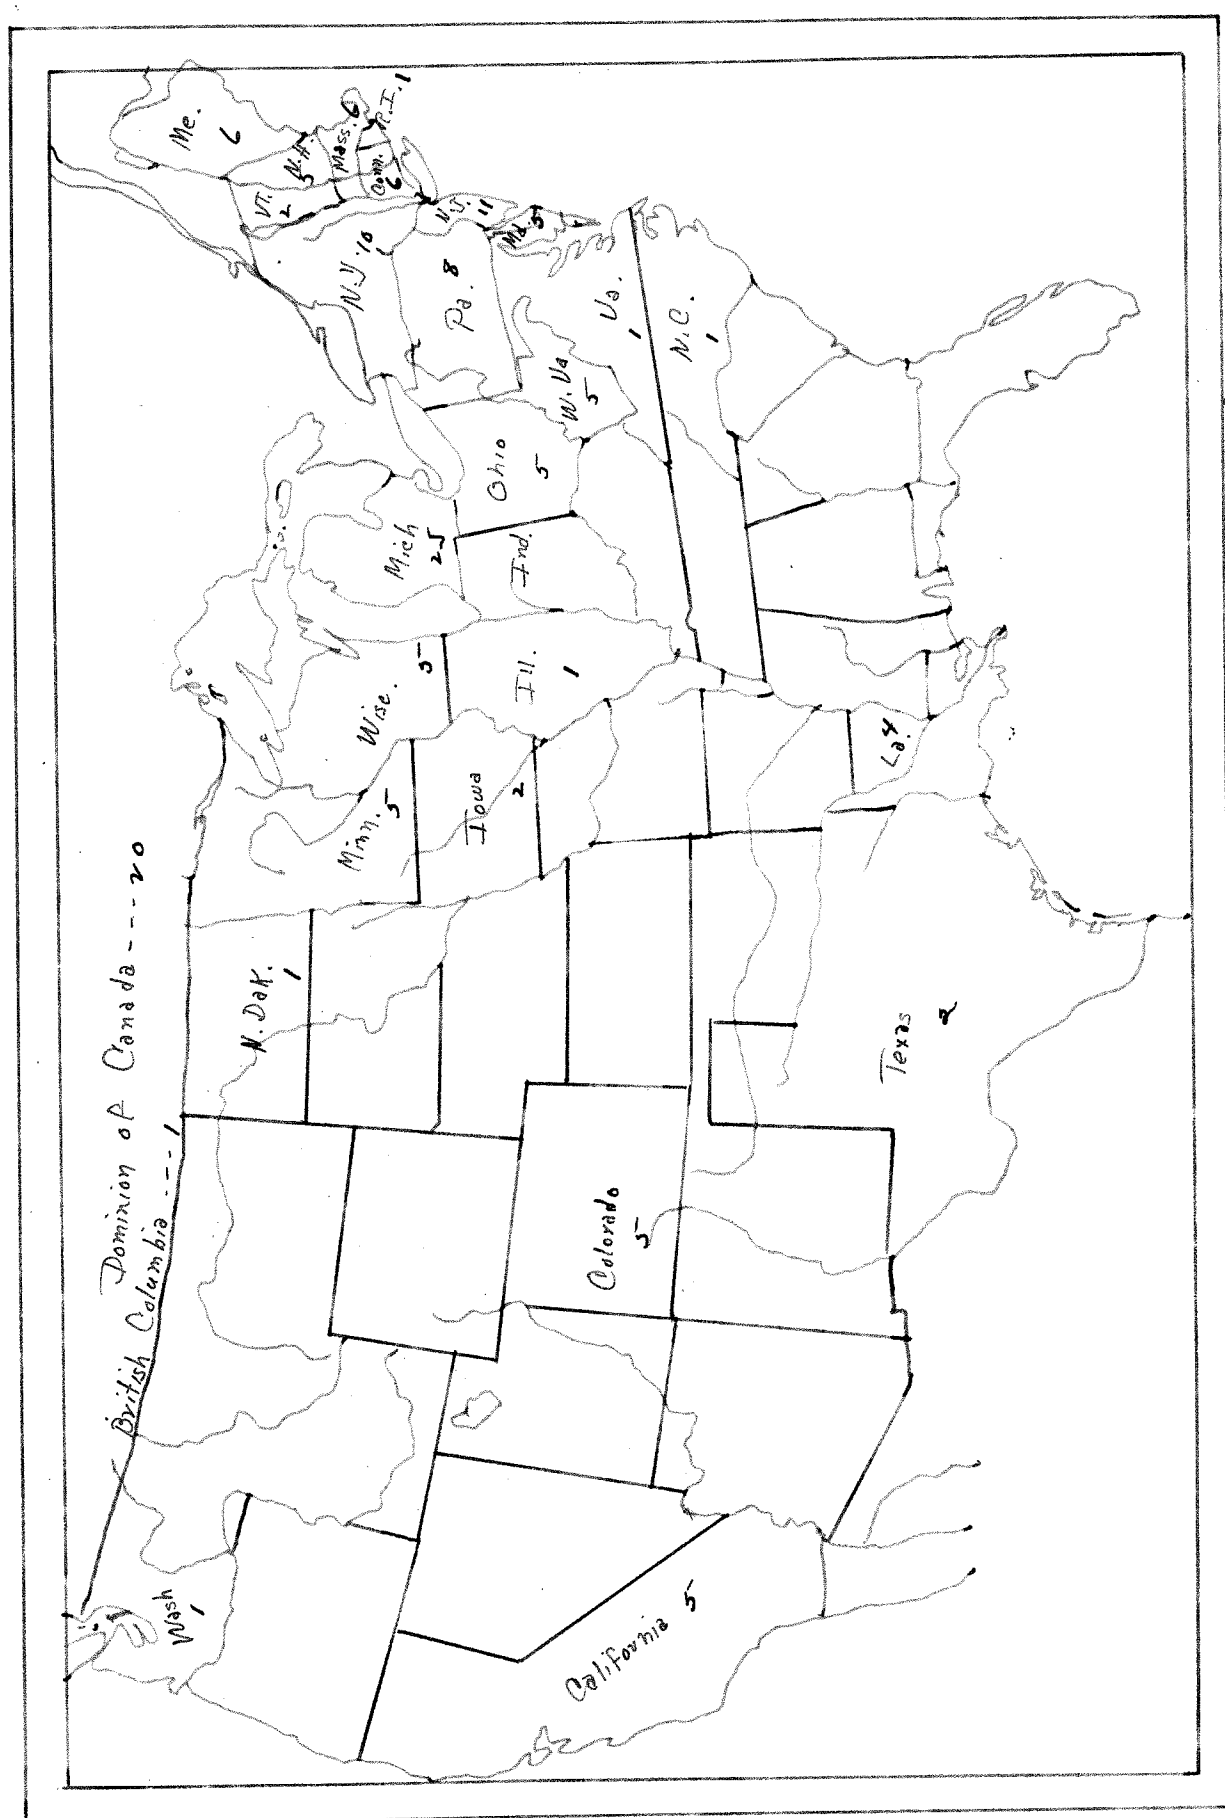 Dominion of Canada---20
British Columbia---1
Wash
1
California 5
Colorado
5
N. Dak.
1
Texas
2
Minn.
5
Iowa
2
Wisc.
5
Ill.
1
La.
4
Mich
25
Ind.
Ohio
5
W. Va
5
Va.
1
N.C.
1
Pa. 8
N.Y. 10
N.J.
11
Md. 5
Vt.
2
N.H.
5
Mass. 6
Conn.
6
R.I. 1
Me.
6